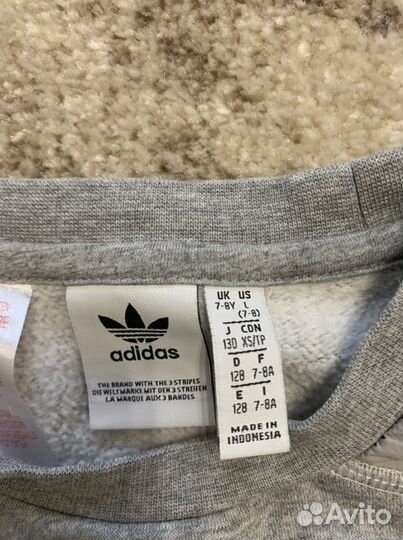 adidas
THE BRAND WITH THE 3 STRIPES
DIE WELTMARKE MIT DEN 3 STREIFEN
LA MARQUE AUX 3 BANDES
UK US
7-8Y L
(7-8)
J CDN
130 XS/TP
D F
128 7-8A
E I
128 7-8A
MADE IN
INDONESIA
Avito